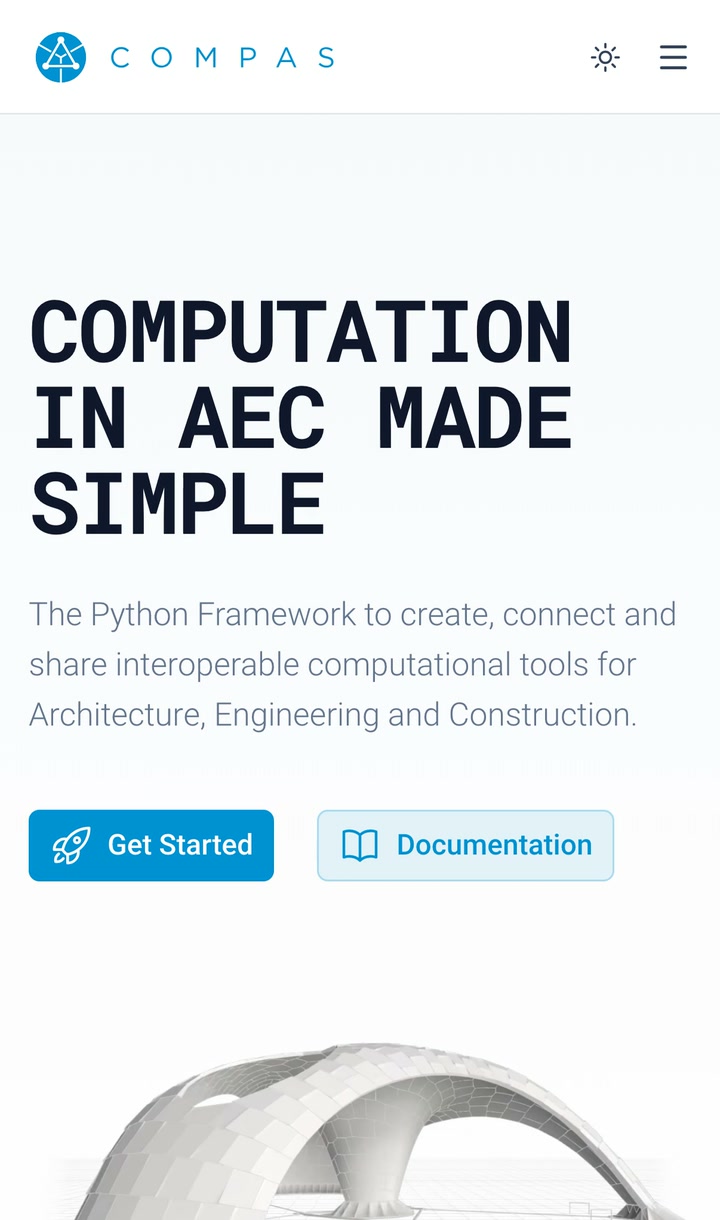 COMPAS
COMPUTATION
IN AEC MADE
SIMPLE
The Python Framework to create, connect and
share interoperable computational tools for
Architecture, Engineering and Construction.
Get Started
Documentation